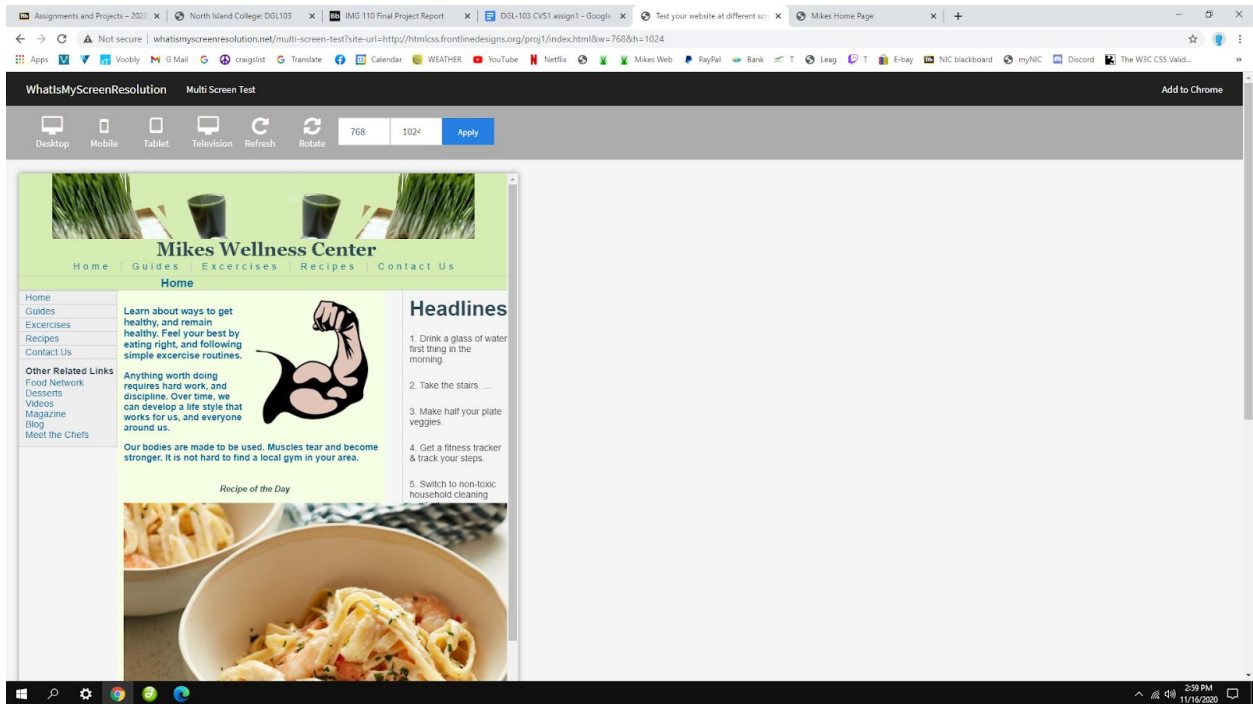 Assignments and Projects – 202
North Island College: DGL103
IMG 110 Final Project Report
DGL-103 CVS1 assign1 - Google
Test your website at different scr
Mikes Home Page
Not secure | whatismyscreenresolution.net/multi-screen-test?site-url=http://htmlcss.frontlinedesigns.org/proj1/index.html&w=768&h=1024
Apps Voobly G Mail craigslist Translate Calendar WEATHER YouTube Netflix Mikes Web PayPal Bank T Leag T E-bay NIC blackboard myNIC Discord The W3C CSS Valid... »
WhatIsMyScreenResolution Multi Screen Test Add to Chrome
Desktop Mobile Tablet Television Refresh Rotate 768 1024 Apply
Mikes Wellness Center
Home | Guides | Excercises | Recipes | Contact Us
Home
Home
Guides
Excercises
Recipes
Contact Us
Other Related Links
Food Network
Desserts
Videos
Magazine
Blog
Meet the Chefs
Learn about ways to get
healthy, and remain
healthy. Feel your best by
eating right, and following
simple excercise routines.
Anything worth doing
requires hard work, and
discipline. Over time, we
can develop a life style that
works for us, and everyone
around us.
Our bodies are made to be used. Muscles tear and become
stronger. It is not hard to find a local gym in your area.
Recipe of the Day
Headlines
1. Drink a glass of water
first thing in the
morning.
2. Take the stairs. ...
3. Make half your plate
veggies.
4. Get a fitness tracker
& track your steps.
5. Switch to non-toxic
household cleaning
2:59 PM
11/16/2020